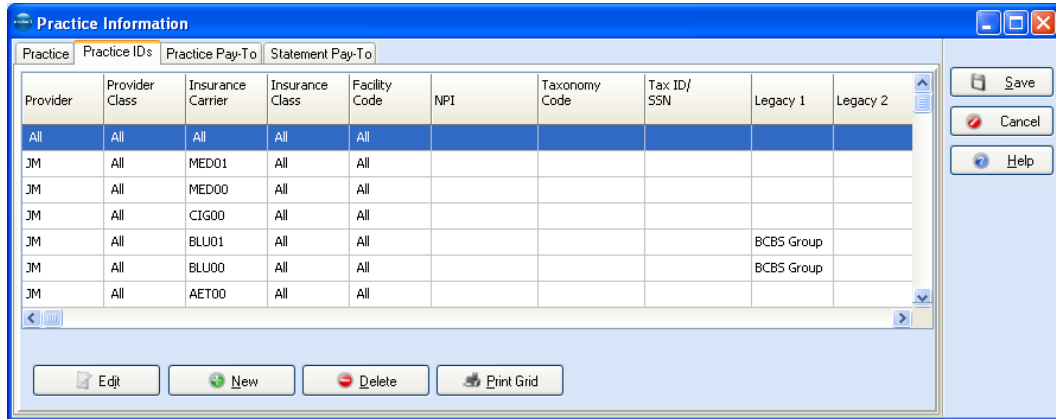 Practice Information
Practice Practice IDs Practice Pay-To Statement Pay-To
Provider Provider Class Insurance Carrier Insurance Class Facility Code NPI Taxonomy Code Tax ID/ SSN Legacy 1 Legacy 2
All All All All All
JM All MED01 All All
JM All MED00 All All
JM All CIG00 All All
JM All BLU01 All All BCBS Group
JM All BLU00 All All BCBS Group
JM All AET00 All All
Edit New Delete Print Grid
Save
Cancel
Help